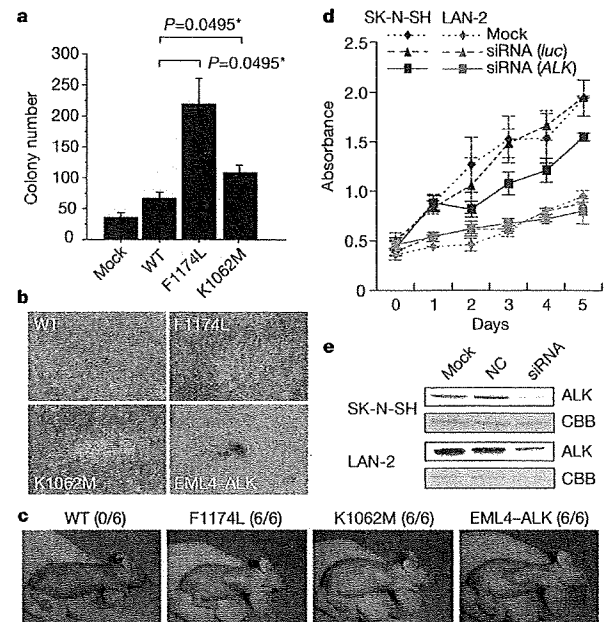 a
P=0.0495*
P=0.0495*
Colony number
300
250
200
150
100
50
0
Mock
WT
F1174L
K1062M
b
WT
F1174L
K1062M
EML4-ALK
c
WT (0/6)
F1174L (6/6)
K1062M (6/6)
EML4–ALK (6/6)
d
SK-N-SH LAN-2
Mock
siRNA (luc)
siRNA (ALK)
Absorbance
2.5
2.0
1.5
1.0
0.5
0
0 1 2 3 4 5
Days
e
Mock
NC
siRNA
SK-N-SH
ALK
CBB
LAN-2
ALK
CBB